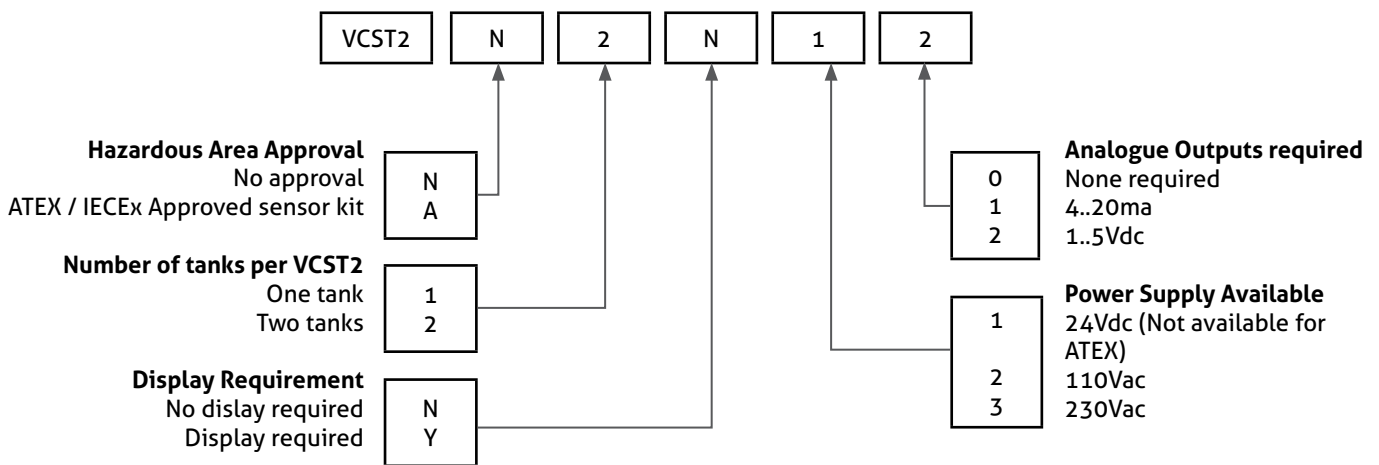 VCST2 N 2 N 1 2
Hazardous Area Approval
No approval N
ATEX / IECEx Approved sensor kit A
Number of tanks per VCST2
One tank 1
Two tanks 2
Display Requirement
No dislay required N
Display required Y
Analogue Outputs required
0 None required
1 4..20ma
2 1..5Vdc
Power Supply Available
1 24Vdc (Not available for
ATEX)
2 110Vac
3 230Vac